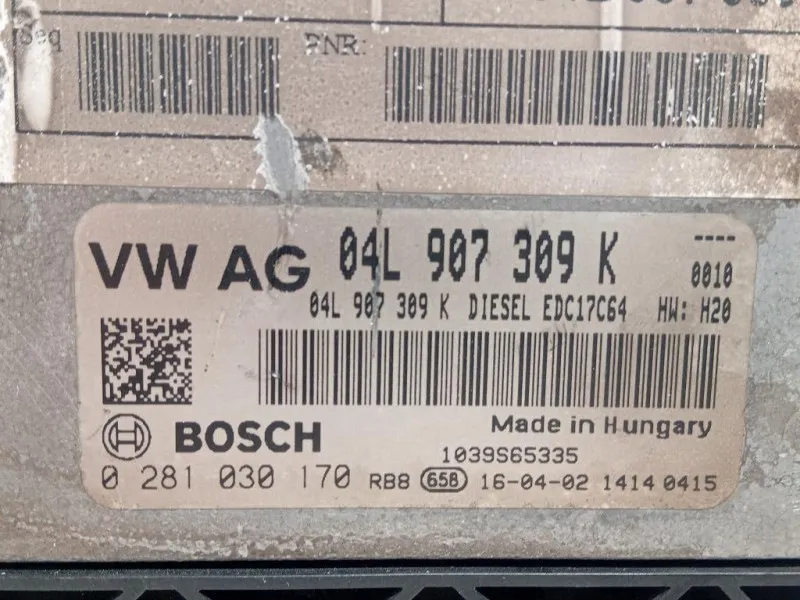 Seq PNR:
VW AG 04L 907 309 K ----
0010
04L 907 309 K DIESEL EDC17C64 HW: H20
Made in Hungary
BOSCH 1039S65335
0 281 030 170 RB8 658 16-04-02 1414 0415